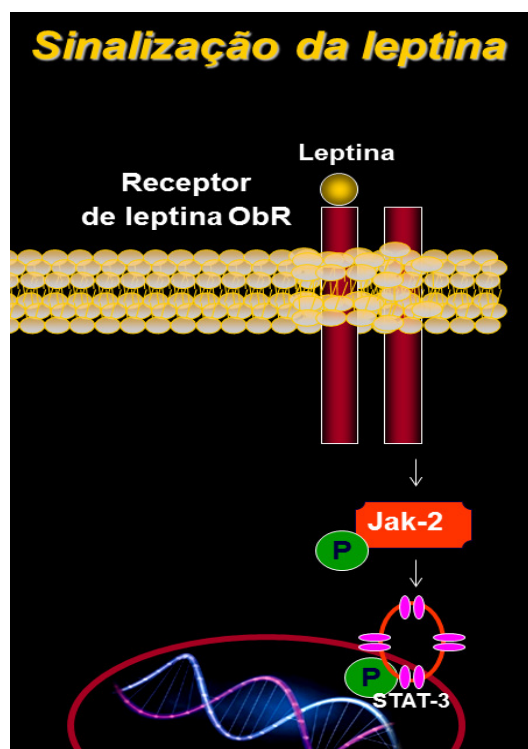 Sinalização da leptina
Leptina
Receptor
de leptina ObR
Jak-2
P
P
STAT-3